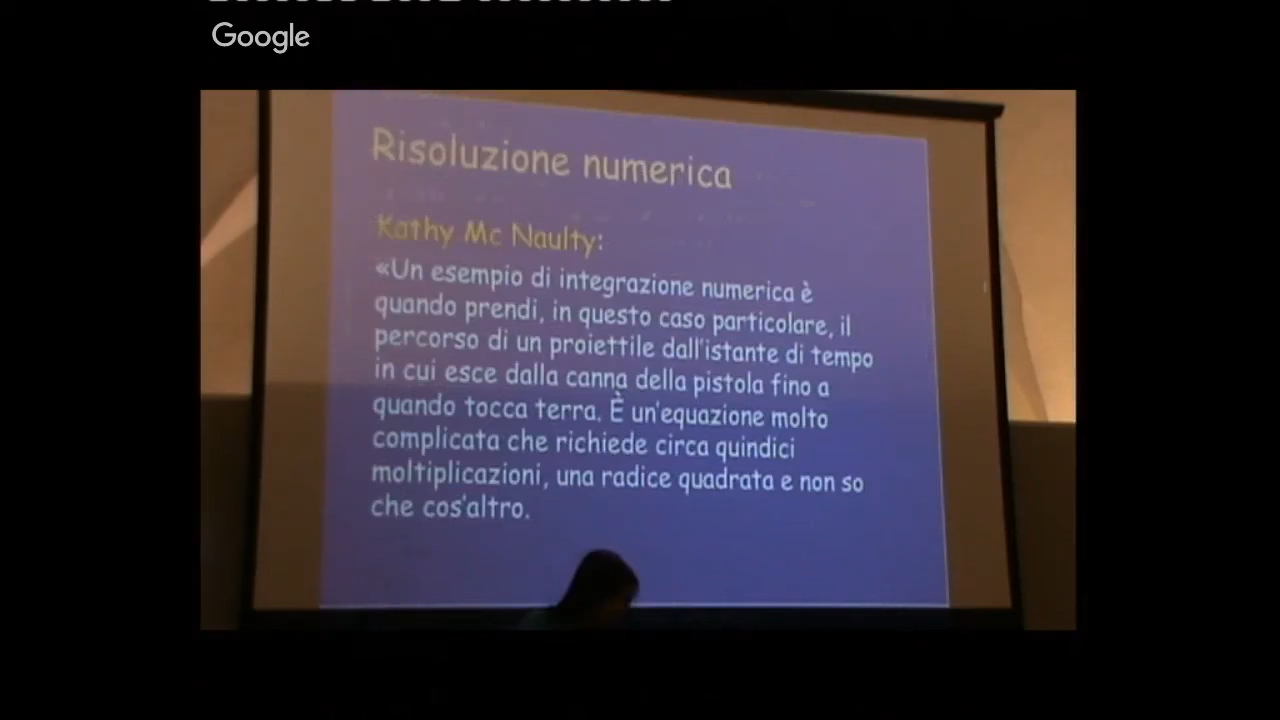 Google
Risoluzione numerica
Kathy Mc Naulty:
«Un esempio di integrazione numerica è
quando prendi, in questo caso particolare, il
percorso di un proiettile dall'istante di tempo
in cui esce dalla canna della pistola fino a
quando tocca terra. È un'equazione molto
complicata che richiede circa quindici
moltiplicazioni, una radice quadrata e non so
che cos'altro.